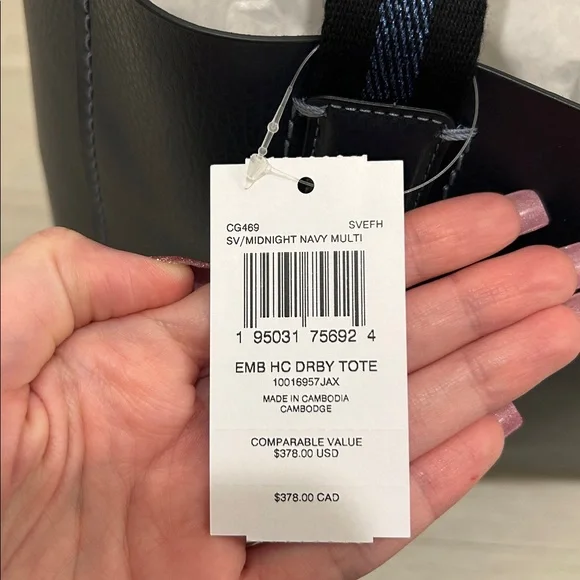 CG469 SVEFH
SV/MIDNIGHT NAVY MULTI
1 95031 75692 4
EMB HC DRBY TOTE
10016957JAX
MADE IN CAMBODIA
CAMBODGE
COMPARABLE VALUE
$378.00 USD
$378.00 CAD